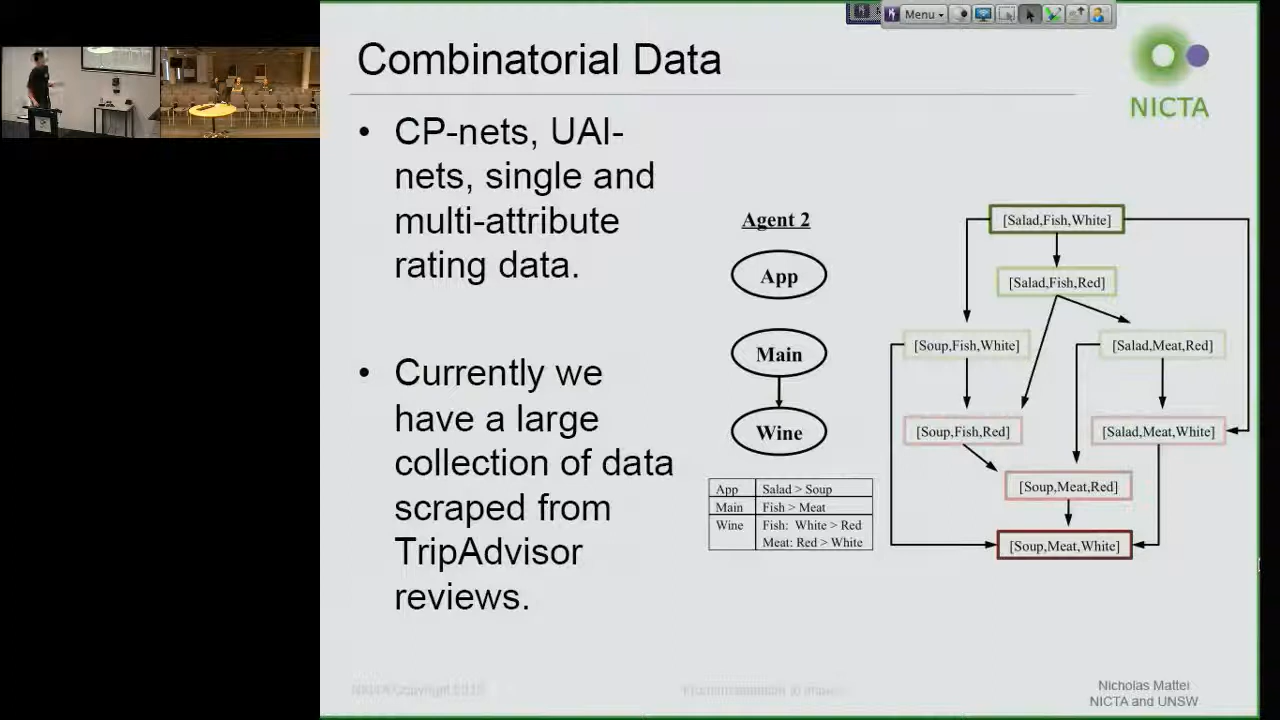 Menu
Combinatorial Data
NICTA
• CP-nets, UAI-
nets, single and
multi-attribute
rating data.
• Currently we
have a large
collection of data
scraped from
TripAdvisor
reviews.
Agent 2
App
Main
Wine
App Salad > Soup
Main Fish > Meat
Wine Fish: White > Red
Meat: Red > White
[Salad,Fish,White]
[Salad,Fish,Red]
[Soup,Fish,White]
[Salad,Meat,Red]
[Soup,Fish,Red]
[Salad,Meat,White]
[Soup,Meat,Red]
[Soup,Meat,White]
Copyright
Nicholas Mattei
NICTA and UNSW